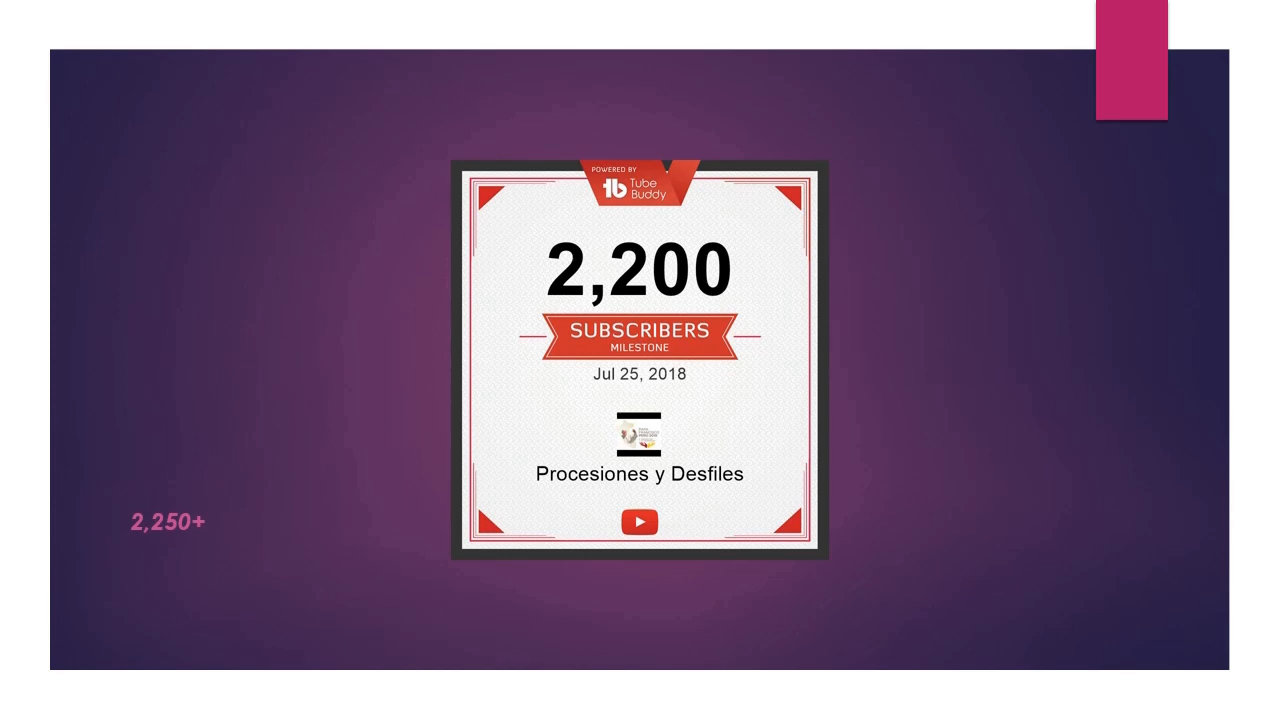 POWERED BY
Tube
Buddy
2,200
SUBSCRIBERS
MILESTONE
Jul 25, 2018
Procesiones y Desfiles
2,250+